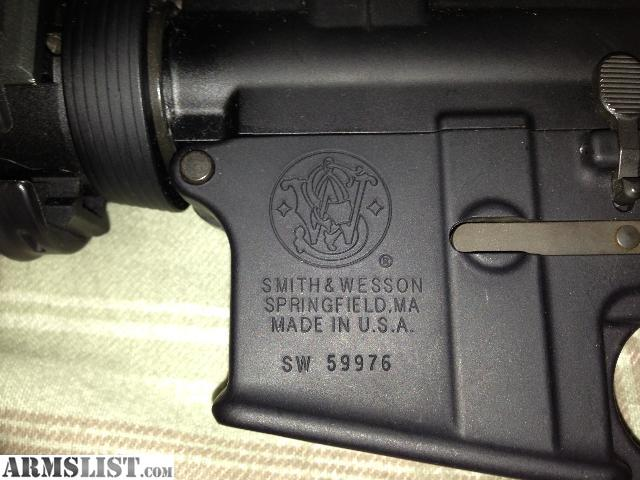 ®
SMITH & WESSON
SPRINGFIELD, MA
MADE IN U.S.A.
SW 59976
ARMSLIST.COM